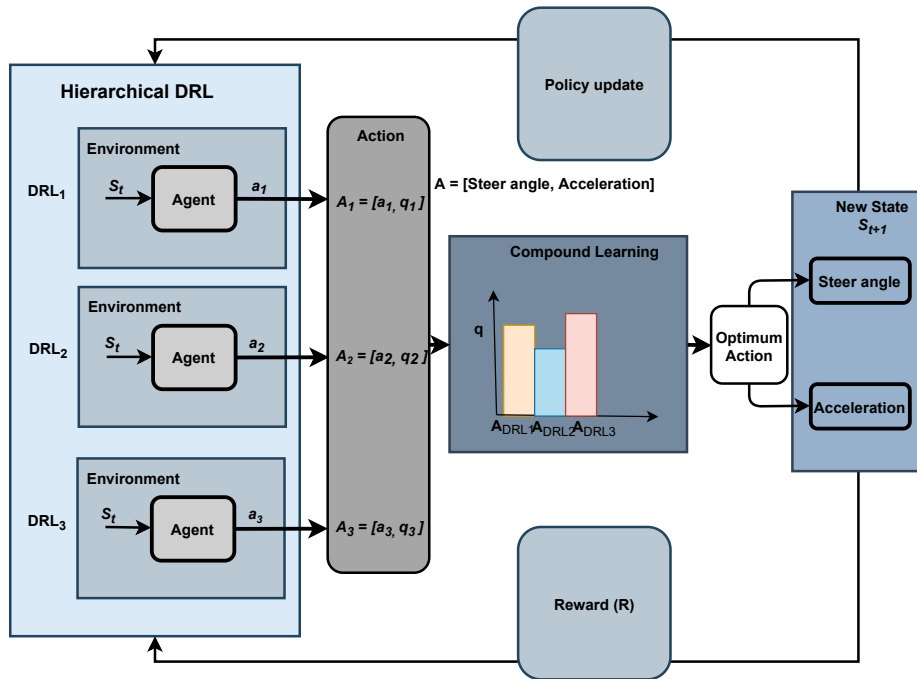 Policy update
Hierarchical DRL
DRL1
Environment
St
Agent
a1
DRL2
Environment
St
Agent
a2
DRL3
Environment
St
Agent
a3
Action
A1 = [a1, q1 ]
A2 = [a2, q2 ]
A3 = [a3, q3 ]
A = [Steer angle, Acceleration]
Compound Learning
q
ADRL1 ADRL2 ADRL3
Optimum
Action
New State
St+1
Steer angle
Acceleration
Reward (R)